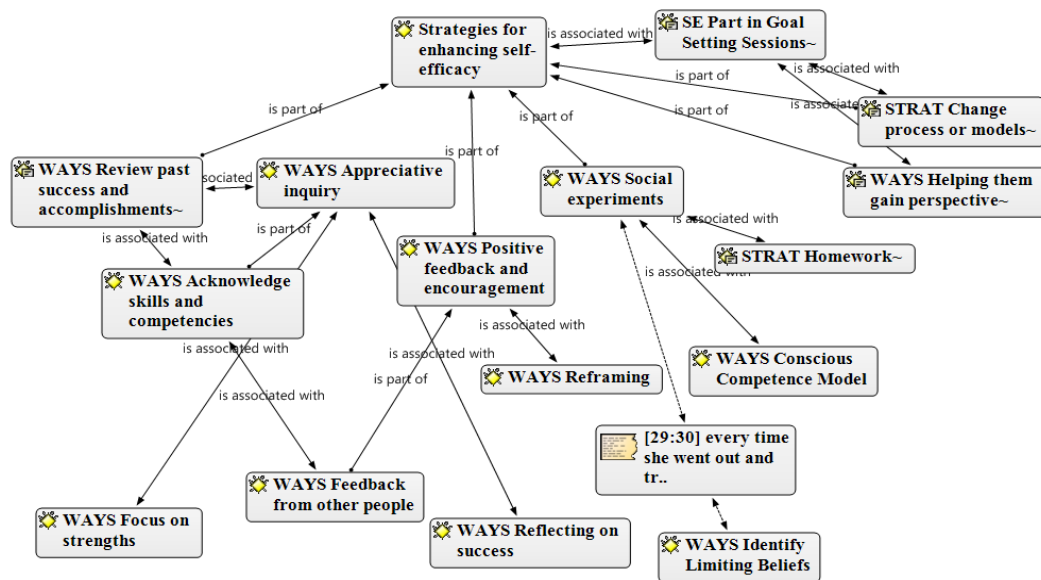 Strategies for
enhancing self-
efficacy
is associated with
SE Part in Goal
Setting Sessions~
is associated with
is part of
is associated
STRAT Change
process or models~
is part of
is part of
is part of
is part of
WAYS Review past
success and
accomplishments~
sociated
WAYS Appreciative
inquiry
WAYS Social
experiments
WAYS Helping them
gain perspective~
is associated with
is part of
is associated with
WAYS Positive
feedback and
encouragement
STRAT Homework~
WAYS Acknowledge
skills and
competencies
is associated with
is associated with
is associated with
is part of
WAYS Reframing
WAYS Conscious
Competence Model
is associated with
[29:30] every time
she went out and
tr..
WAYS Feedback
from other people
WAYS Focus on
strengths
WAYS Reflecting on
success
WAYS Identify
Limiting Beliefs